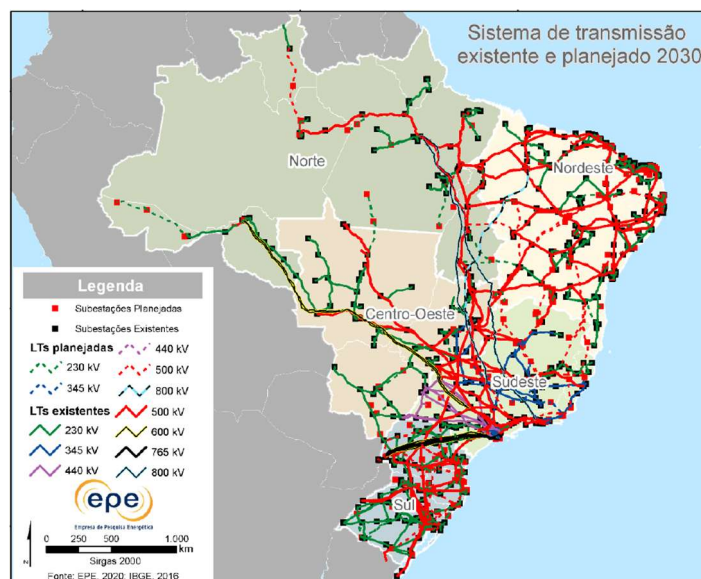 Sistema de transmissão
existente e planejado 2030
Norte
Nordeste
Centro-Oeste
Sudeste
Sul
Legenda
Subestações Planejadas
Subestações Existentes
LTs planejadas
230 kV
345 kV
LTs existentes
230 kV
345 kV
440 kV
440 kV
500 kV
800 kV
500 kV
600 kV
765 kV
800 kV
epe
Empresa de Pesquisa Energética
N
0 250 500 1.000
km
Sirgas 2000
Fonte: EPE, 2020; IBGE, 2016